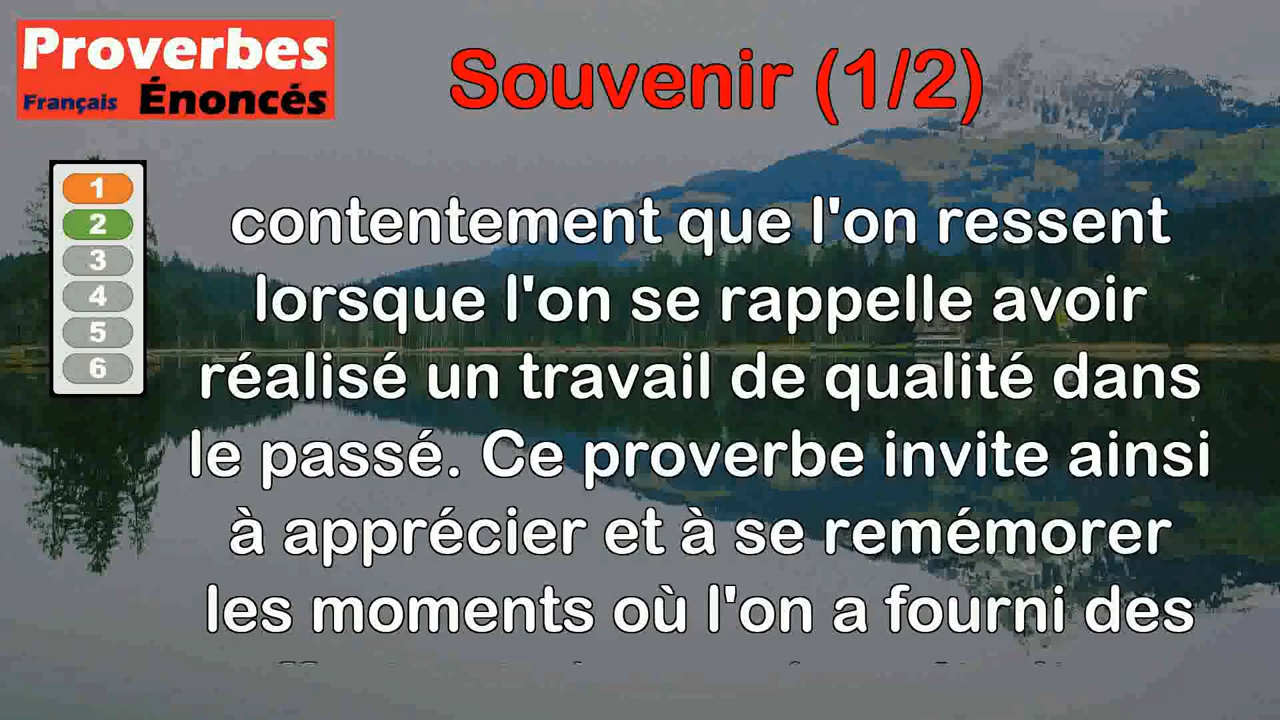 Proverbes
Français Énoncés
Souvenir (1/2)
1
2
3
4
5
6
contentement que l'on ressent
lorsque l'on se rappelle avoir
réalisé un travail de qualité dans
le passé. Ce proverbe invite ainsi
à apprécier et à se remémorer
les moments où l'on a fourni des